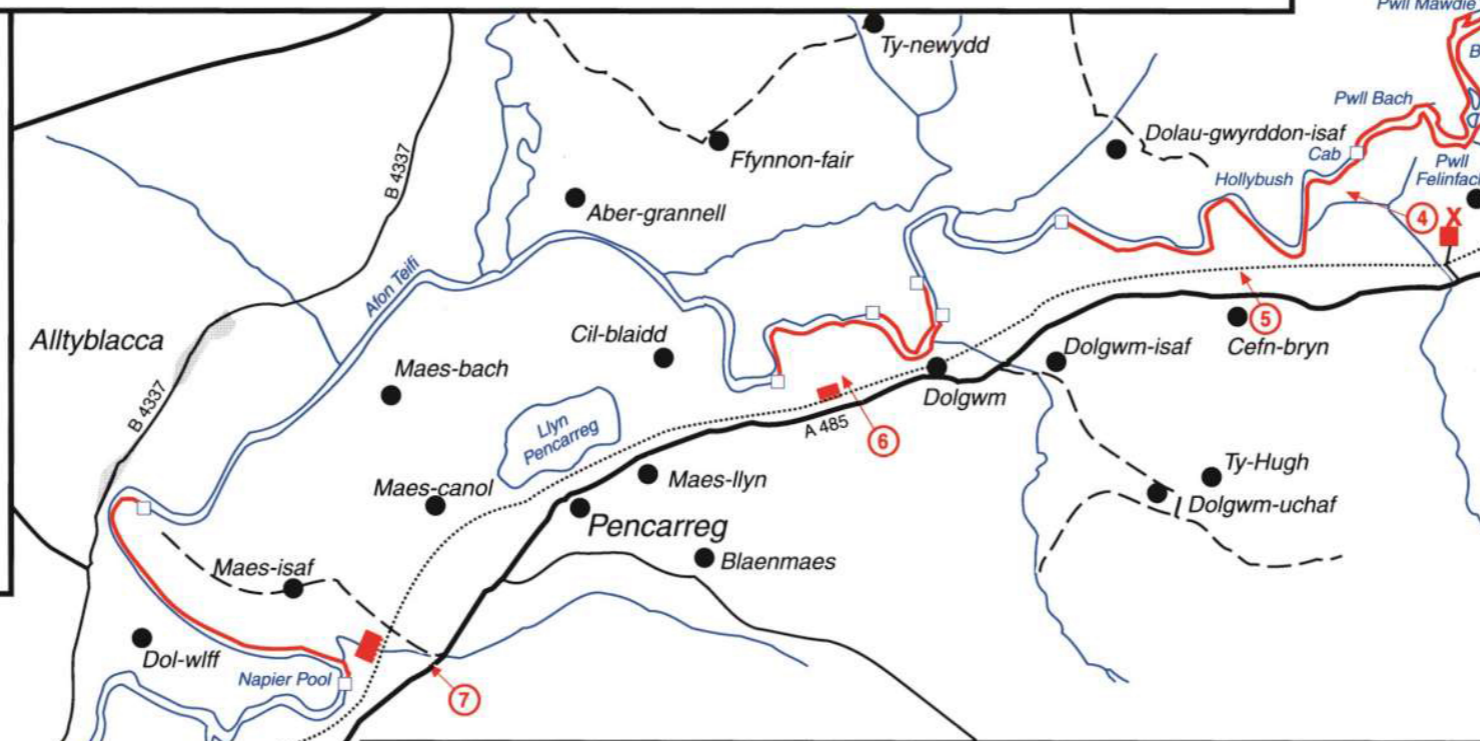 Pwll Mawdie
B
Ty-newydd
Pwll Bach
Dolau-gwyrddon-isaf
Cab
Pwll
Felinfach
Ffynnon-fair
B 4337
Hollybush
4
X
Aber-grannell
Afon Teifi
5
Alltyblacca
Cil-blaidd
Dolgwm-isaf
Cefn-bryn
Maes-bach
Dolgwm
B 4337
Llyn
Pencarreg
A 485
6
Ty-Hugh
Maes-llyn
Maes-canol
Dolgwm-uchaf
Pencarreg
Blaenmaes
Maes-isaf
Dol-wlff
Napier Pool
7